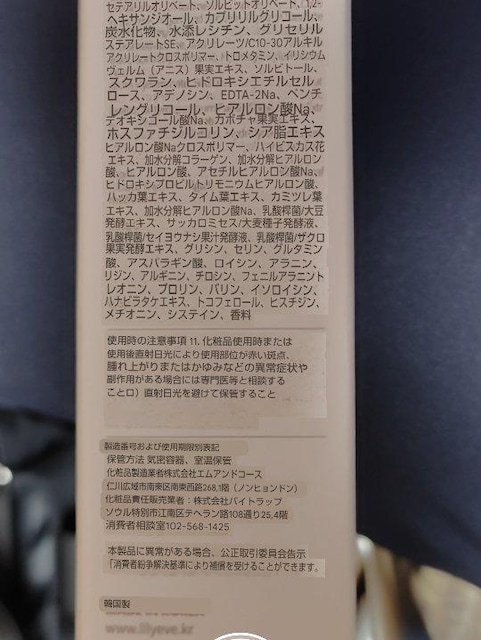 セテアリルオリベート、ソルビットオリベート、1,2-
ヘキサンジオール、カプリリルグリコール、
炭水化物、水添レシチン、グリセリル
ステアレートSE、アクリレーツ/C10-30アルキル
アクリレートクロスポリマー、トロメタミン、イリシウム
ヴェルム（アニス）果実エキス、ソルビトール、
スクワラン、ヒドロキシエチルセル
ロース、アデノシン、EDTA-2Na、ペンチ
レングリコール、ヒアルロン酸Na、
デオキシコール酸Na、カボチャ果実エキス、
ホスファチジルコリン、シア脂エキス
ヒアルロン酸Naクロスポリマー、ハイビスカス花
エキス、加水分解コラーゲン、加水分解ヒアルロン
酸、ヒアルロン酸、アセチルヒアルロン酸Na、
ヒドロキシプロピルトリモニウムヒアルロン酸、
ハッカ葉エキス、タイム葉エキス、カミツレ葉
エキス、加水分解ヒアルロン酸Na、乳酸桿菌/大豆
発酵エキス、サッカロミセス/大麦種子発酵液、
乳酸桿菌/セイヨウナシ果汁発酵液、乳酸桿菌/ザクロ
果実発酵エキス、グリシン、セリン、グルタミン
酸、アスパラギン酸、ロイシン、アラニン、
リジン、アルギニン、チロシン、フェニルアラニント
レオニン、プロリン、バリン、イソロイシン、
ハナビラタケエキス、トコフェロール、ヒスチジン、
メチオニン、システイン、香料
使用時の注意事項 11. 化粧品使用時または
使用後直射日光により使用部位が赤い斑点、
腫れ上がりまたはかゆみなどの異常症状や
副作用がある場合には専門医等と相談する
ことロ）直射日光を避けて保管すること
製造番号および使用期限別表記
保管方法 気密容器、室温保管
化粧品製造業者株式会社エムアンドコース
仁川広域市南東区南東西路268,1階（ノンヒョンドン）
化粧品責任販売業者：株式会社バイトラップ
ソウル特別市江南区テヘラン路108通り25,4階
消費者相談室102-568-1425
本製品に異常がある場合、公正取引委員会告示
「消費者紛争解決基準により補償を受けることができます。
韓国製
www.lilyeve.kr